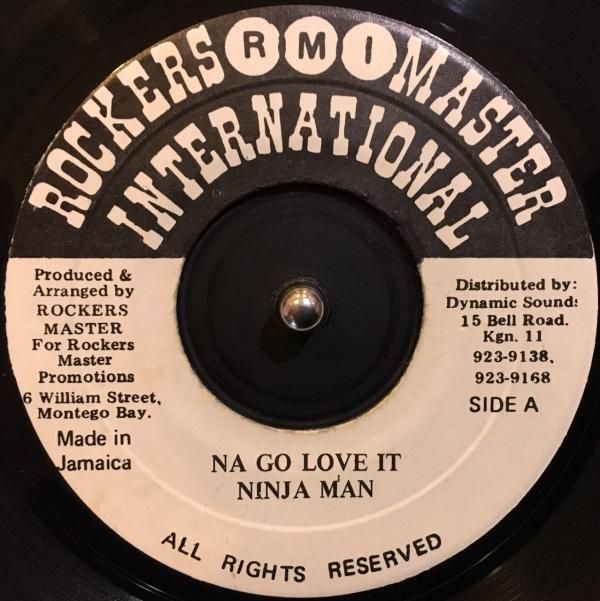 ROCKERS RMI MASTER
INTERNATIONAL
Produced &
Arranged by
ROCKERS
MASTER
For Rockers
Master
Promotions
6 William Street,
Montego Bay.
Made in
Jamaica
Distributed by:
Dynamic Sound:
15 Bell Road.
Kgn. 11
923-9138,
923-9168
SIDE A
NA GO LOVE IT
NINJA MAN
ALL RIGHTS RESERVED